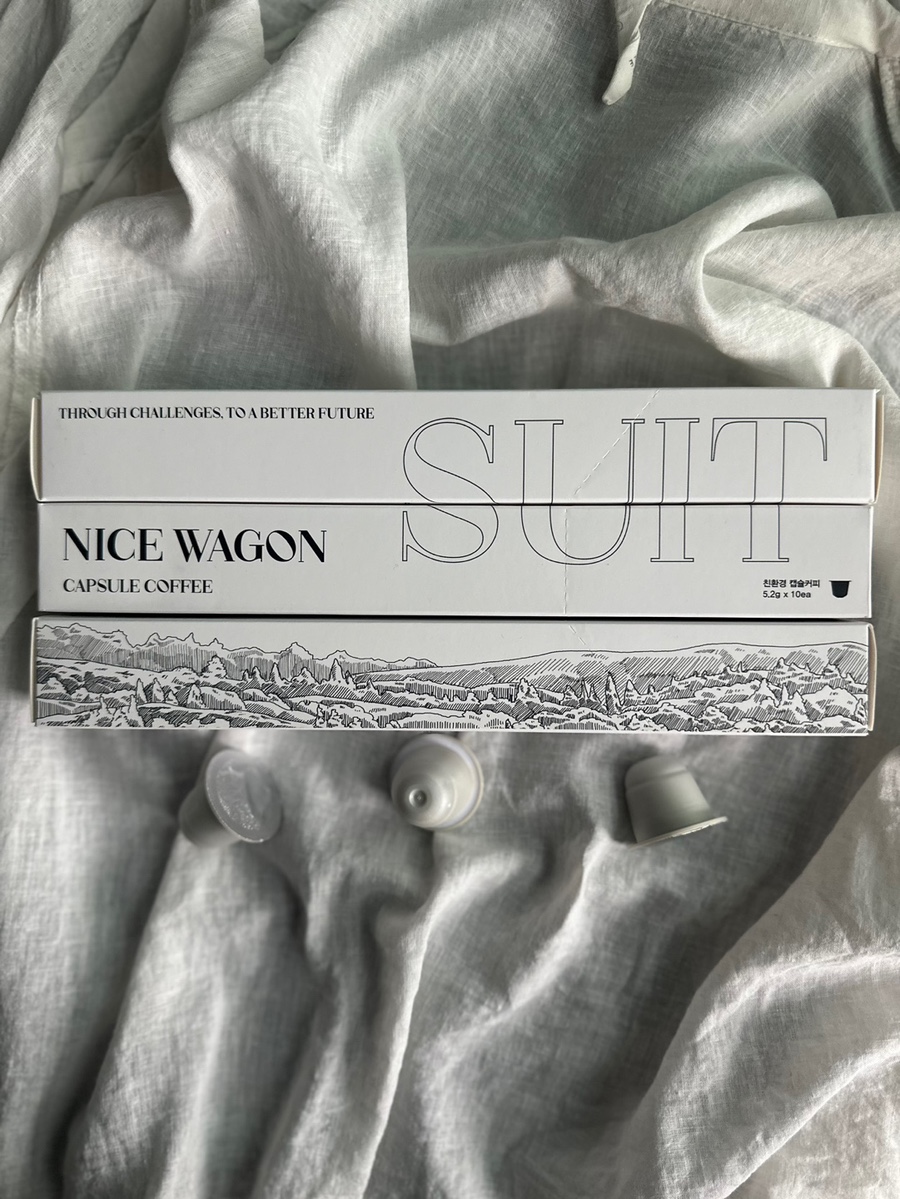 THROUGH CHALLENGES, TO A BETTER FUTURE
SUIT
NICE WAGON
CAPSULE COFFEE
친환경 캡슐커피
5.2g x 10ea